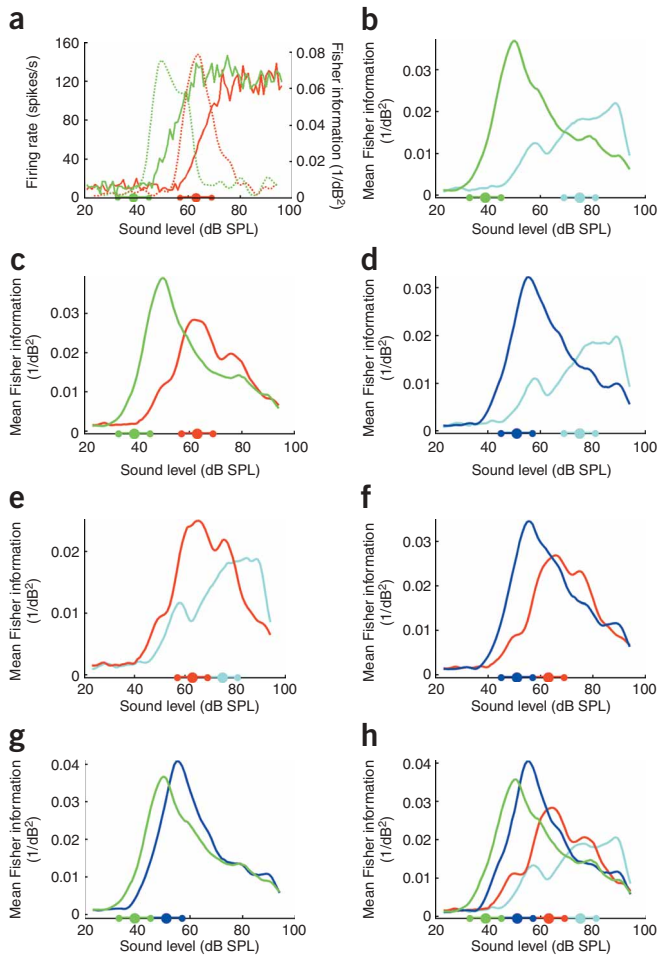 a
160
120
80
40
0
Firing rate (spikes/s)
0.08
0.06
0.04
0.02
0
Fisher information
(1/dB²)
20 40 60 80 100
Sound level (dB SPL)
b
0.03
0.02
0.01
0
Mean Fisher information
(1/dB²)
20 40 60 80 100
Sound level (dB SPL)
c
0.03
0.02
0.01
0
Mean Fisher information
(1/dB²)
20 40 60 80 100
Sound level (dB SPL)
d
0.03
0.02
0.01
0
Mean Fisher information
(1/dB²)
20 40 60 80 100
Sound level (dB SPL)
e
0.02
0.01
0
Mean Fisher information
(1/dB²)
20 40 60 80 100
Sound level (dB SPL)
f
0.03
0.02
0.01
0
Mean Fisher information
(1/dB²)
20 40 60 80 100
Sound level (dB SPL)
g
0.04
0.03
0.02
0.01
0
Mean Fisher information
(1/dB²)
20 40 60 80 100
Sound level (dB SPL)
h
0.04
0.03
0.02
0.01
0
Mean Fisher information
(1/dB²)
20 40 60 80 100
Sound level (dB SPL)